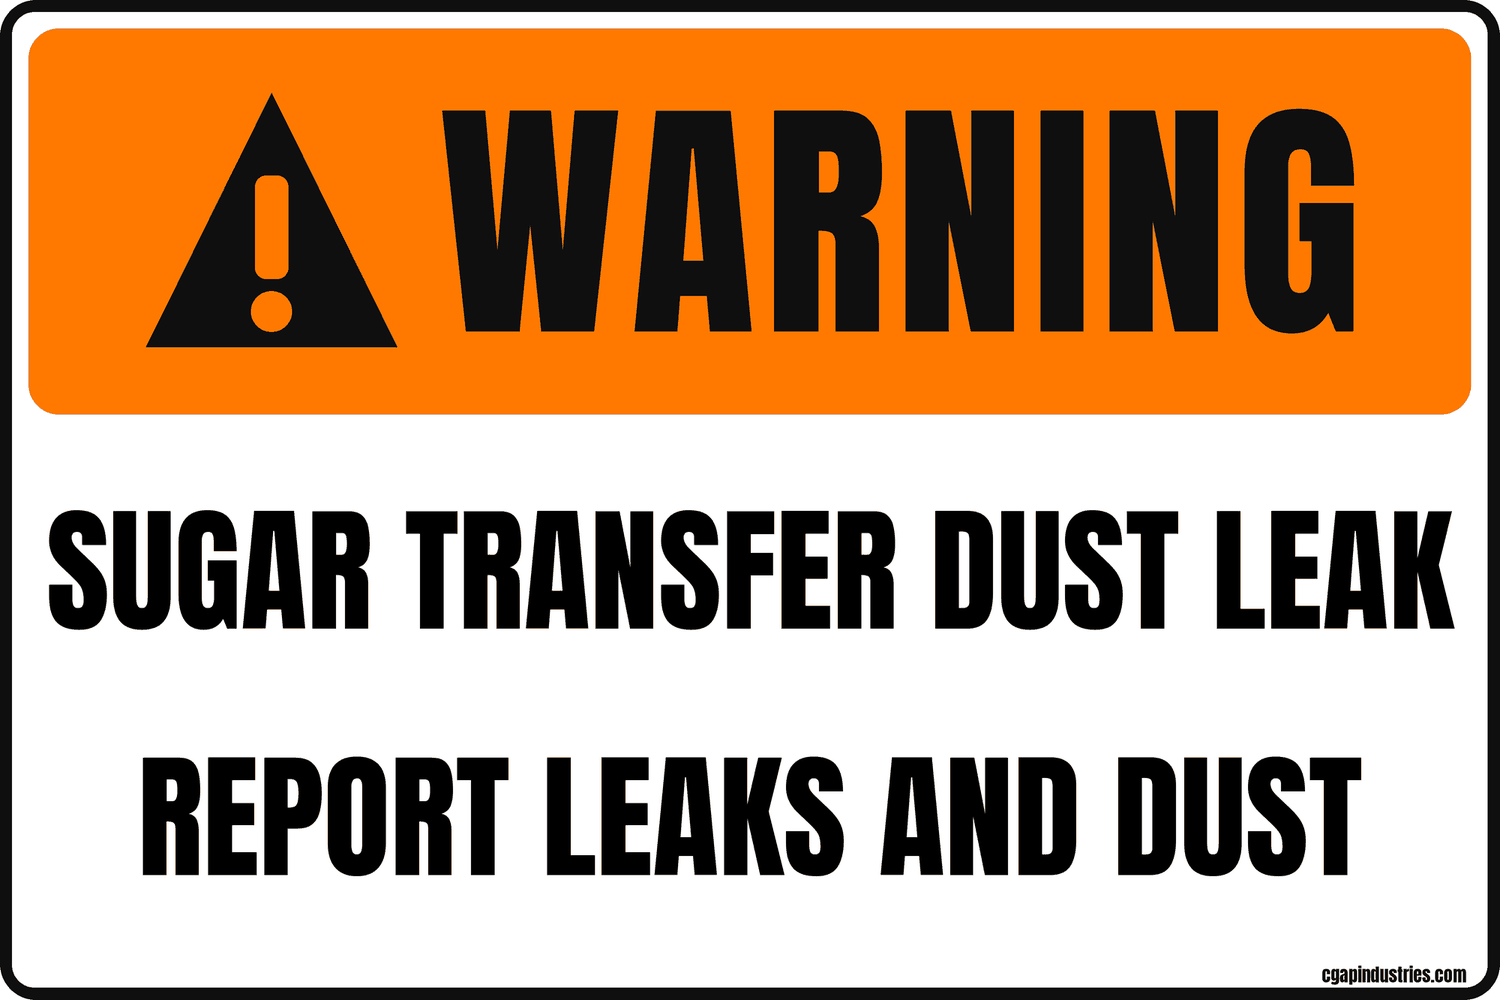 WARNING
SUGAR TRANSFER DUST LEAK
REPORT LEAKS AND DUST
cgapindustries.com